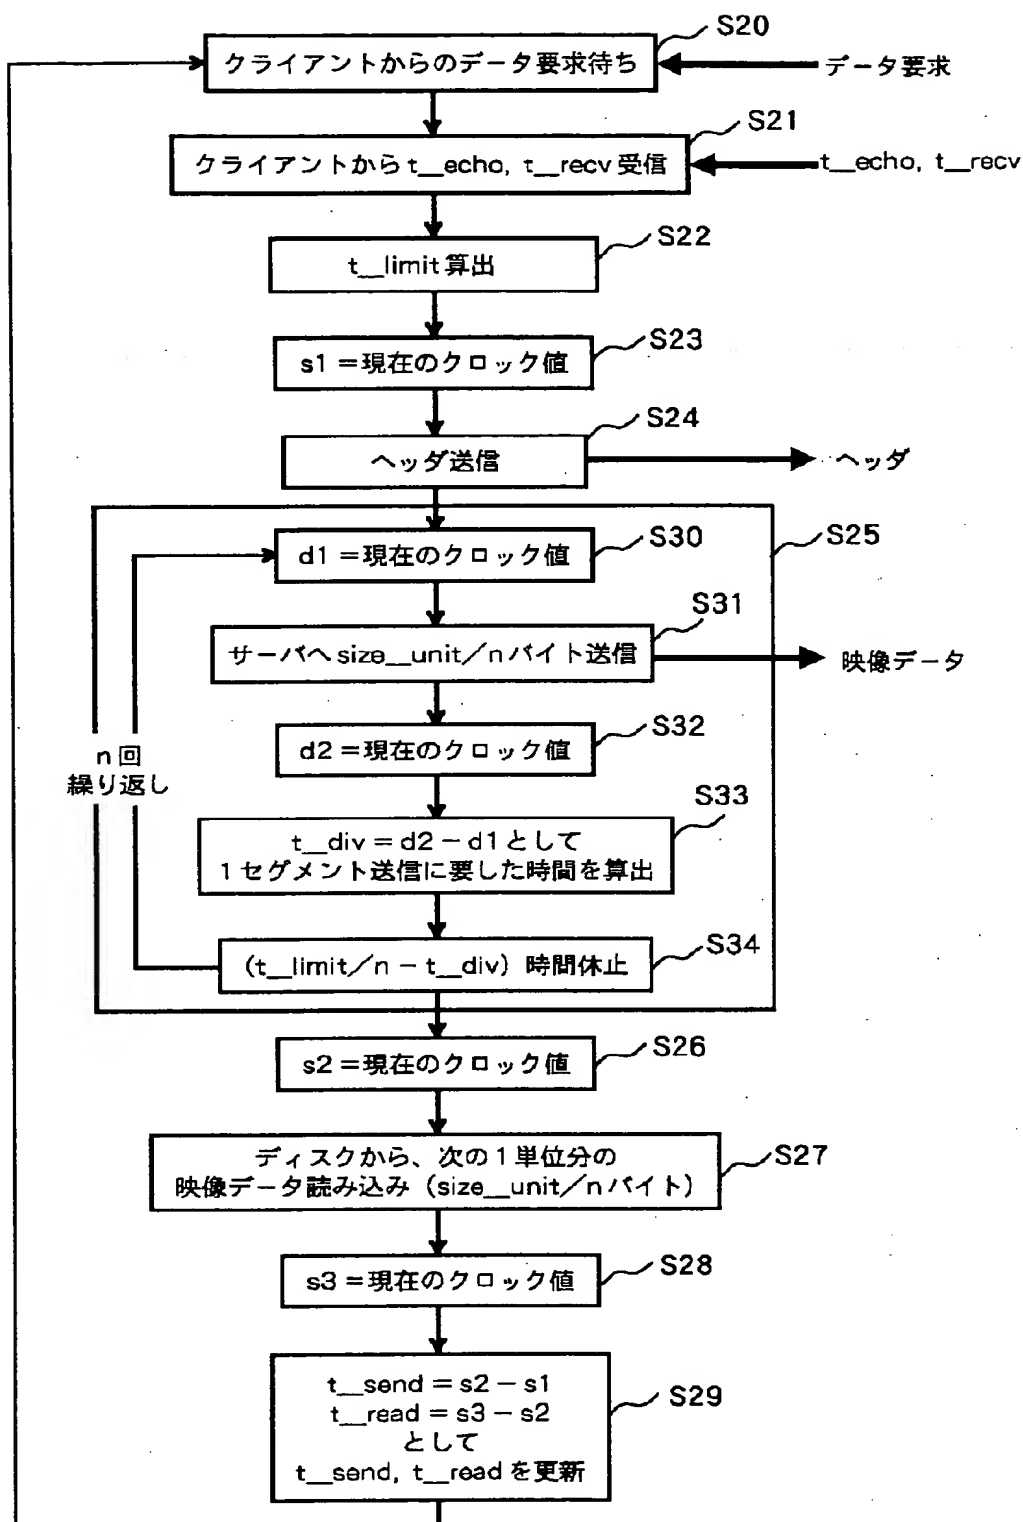 S20
クライアントからのデータ要求待ち
データ要求
S21
クライアントからt__echo, t__recv受信
t__echo, t__recv
S22
t__limit算出
S23
s1=現在のクロック値
S24
ヘッダ送信
ヘッダ
S25
S30
d1=現在のクロック値
S31
サーバへsize__unit/nバイト送信
映像データ
S32
d2=現在のクロック値
n回
繰り返し
S33
t__div=d2-d1として
1セグメント送信に要した時間を算出
S34
(t__limit/n-t__div)時間休止
S26
s2=現在のクロック値
S27
ディスクから、次の1単位分の
映像データ読み込み(size__unit/nバイト)
S28
s3=現在のクロック値
S29
t__send=s2-s1
t__read=s3-s2
として
t__send, t__readを更新